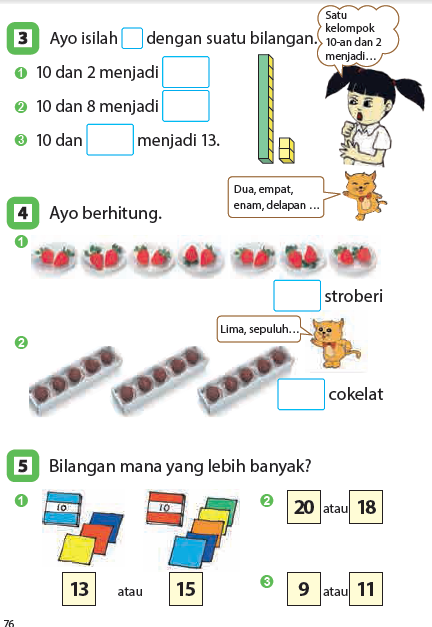 3 Ayo isilah □ dengan suatu bilangan.
Satu
kelompok
10-an dan 2
menjadi...
1 10 dan 2 menjadi
2 10 dan 8 menjadi
3 10 dan □ menjadi 13.
Dua, empat,
enam, delapan ...
4 Ayo berhitung.
1
stroberi
Lima, sepuluh...
2
cokelat
5 Bilangan mana yang lebih banyak?
1
10
10
13 atau 15
2 20 atau 18
3 9 atau 11
76